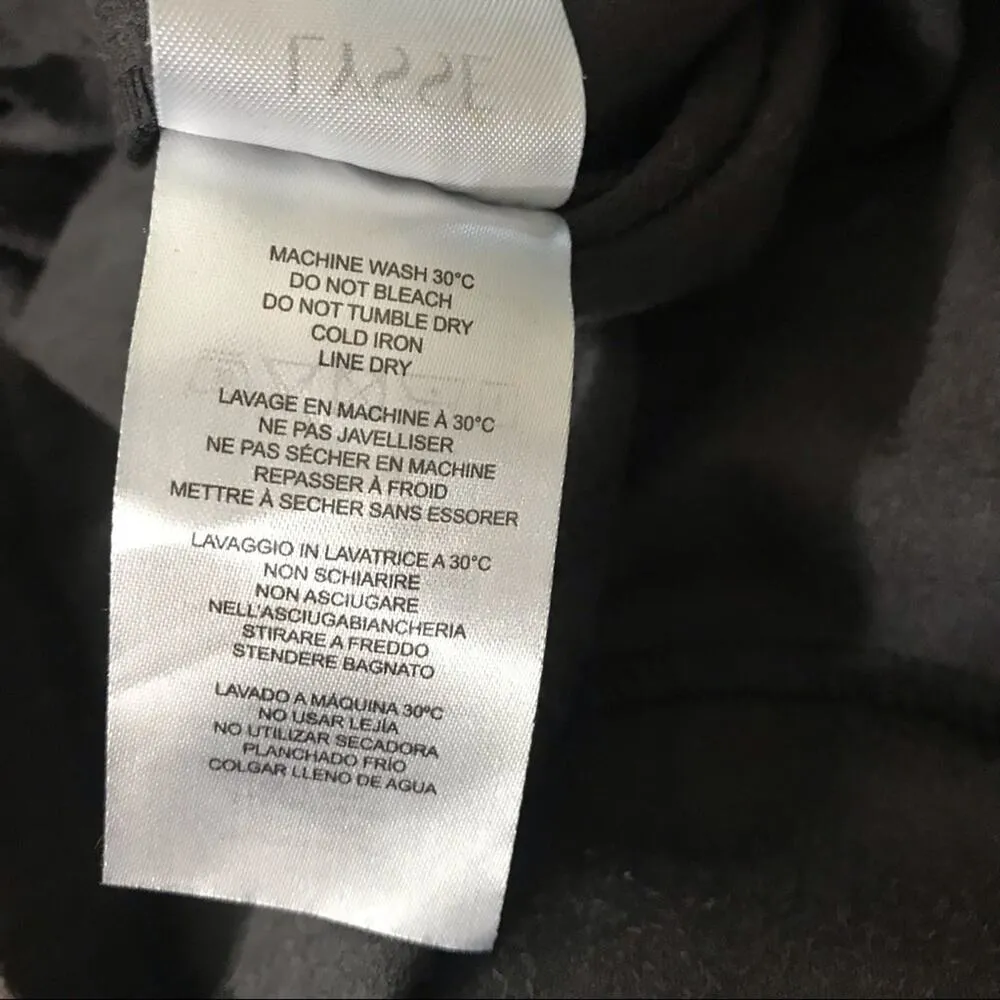 LYSSE
MACHINE WASH 30°C
DO NOT BLEACH
DO NOT TUMBLE DRY
COLD IRON
LINE DRY
LAVAGE EN MACHINE À 30°C
NE PAS JAVELLISER
NE PAS SÉCHER EN MACHINE
REPASSER À FROID
METTRE À SECHER SANS ESSORER
LAVAGGIO IN LAVATRICE A 30°C
NON SCHIARIRE
NON ASCIUGARE
NELL'ASCIUGABIANCHERIA
STIRARE A FREDDO
STENDERE BAGNATO
LAVADO A MÁQUINA 30ºC
NO USAR LEJÍA
NO UTILIZAR SECADORA
PLANCHADO FRÍO
COLGAR LLENO DE AGUA